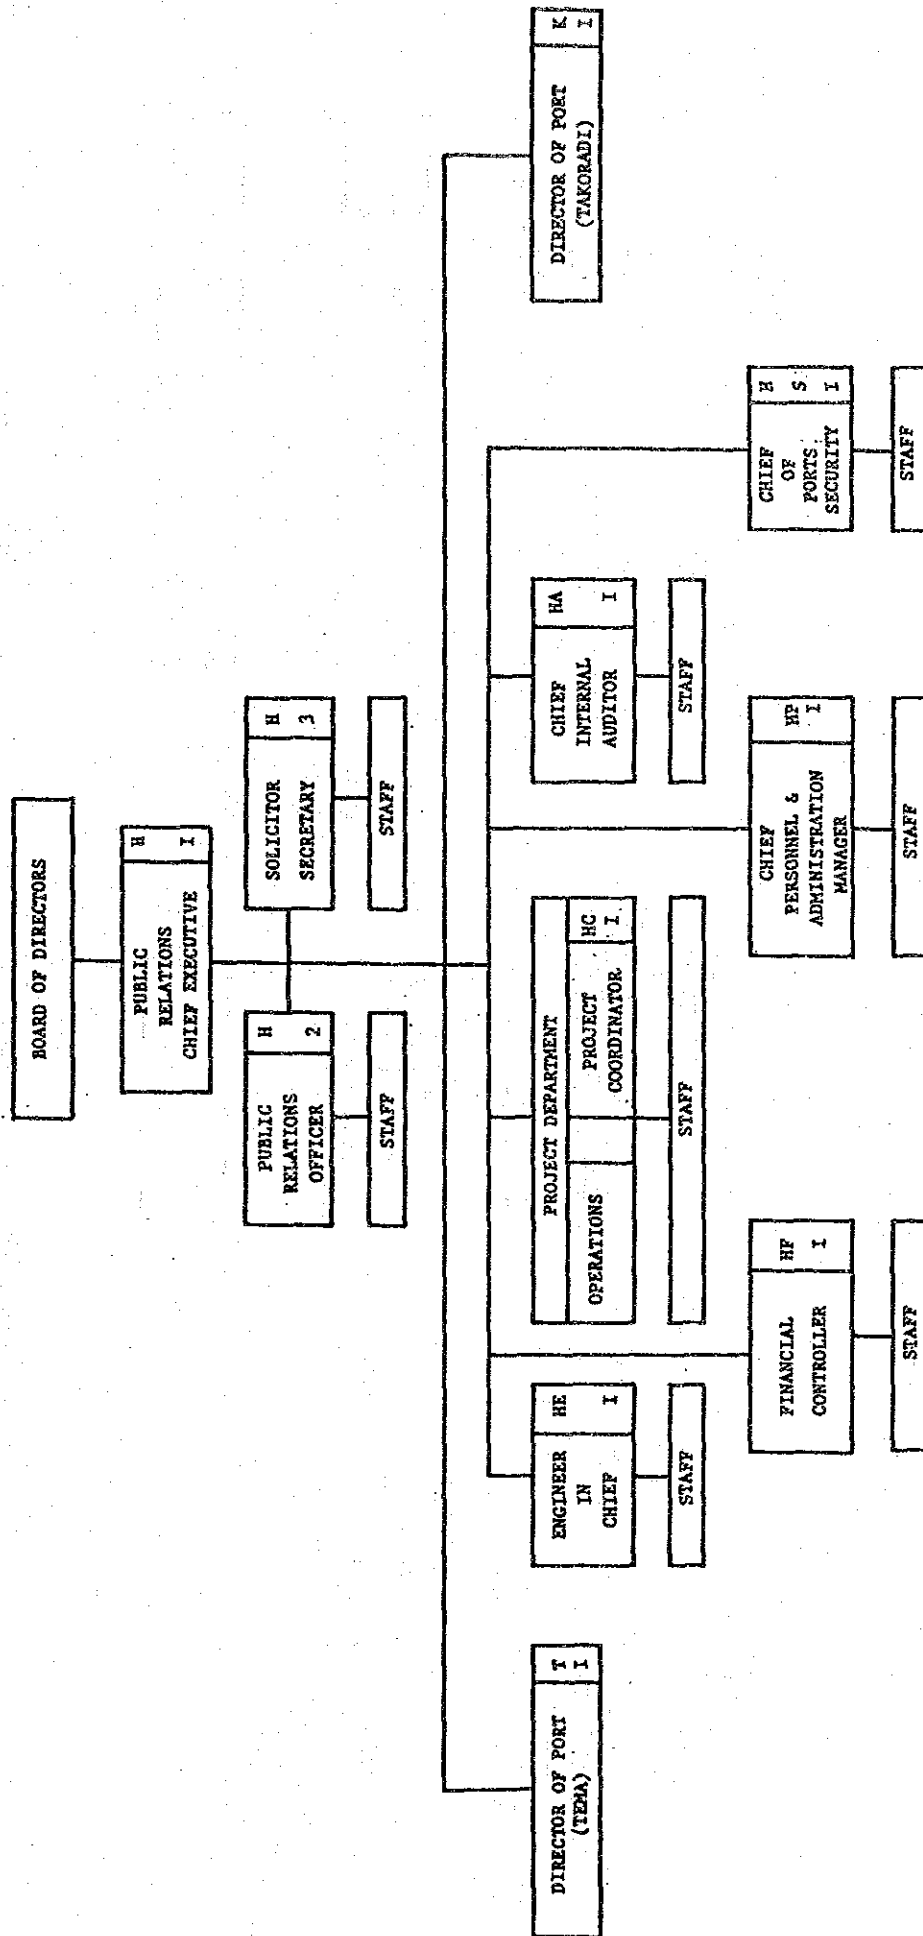 BOARD OF DIRECTORS
PUBLIC
RELATIONS
CHIEF EXECUTIVE
H
I
PUBLIC
RELATIONS
OFFICER
H
2
STAFF
SOLICITOR
SECRETARY
H
3
STAFF
DIRECTOR OF PORT
(TEMA)
T
I
ENGINEER
IN
CHIEF
HE
I
STAFF
PROJECT DEPARTMENT
OPERATIONS
PROJECT
COORDINATOR
HC
I
STAFF
CHIEF
INTERNAL
AUDITOR
HA
I
STAFF
DIRECTOR OF PORT
(TAKORADI)
K
I
FINANCIAL
CONTROLLER
HF
I
STAFF
CHIEF
PERSONNEL &
ADMINISTRATION
MANAGER
HP
I
STAFF
CHIEF
OF
PORTS
SECURITY
H
S
I
STAFF